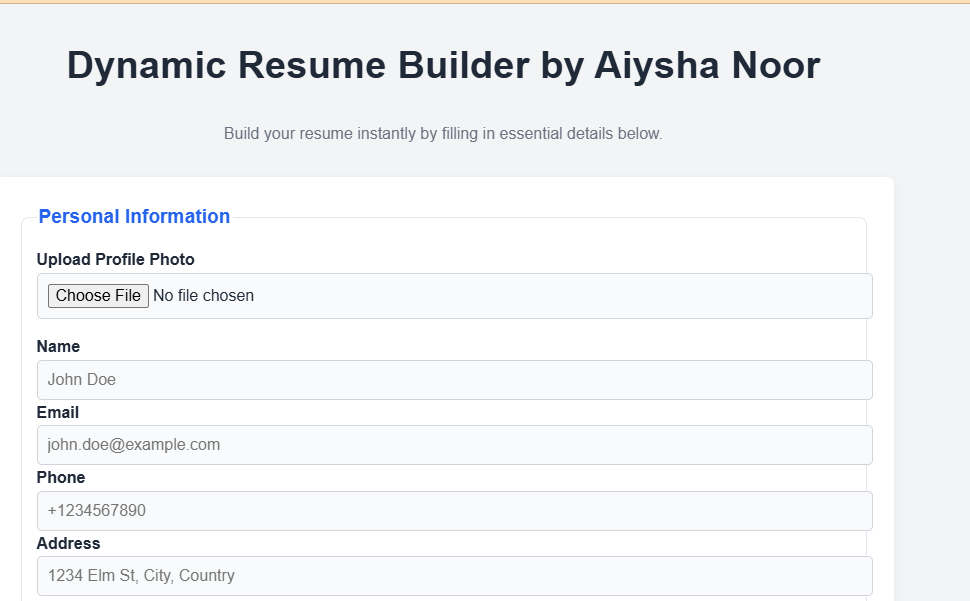 Dynamic Resume Builder by Aiysha Noor
Build your resume instantly by filling in essential details below.
Personal Information
Upload Profile Photo
Choose File No file chosen
Name
John Doe
Email
john.doe@example.com
Phone
+1234567890
Address
1234 Elm St, City, Country